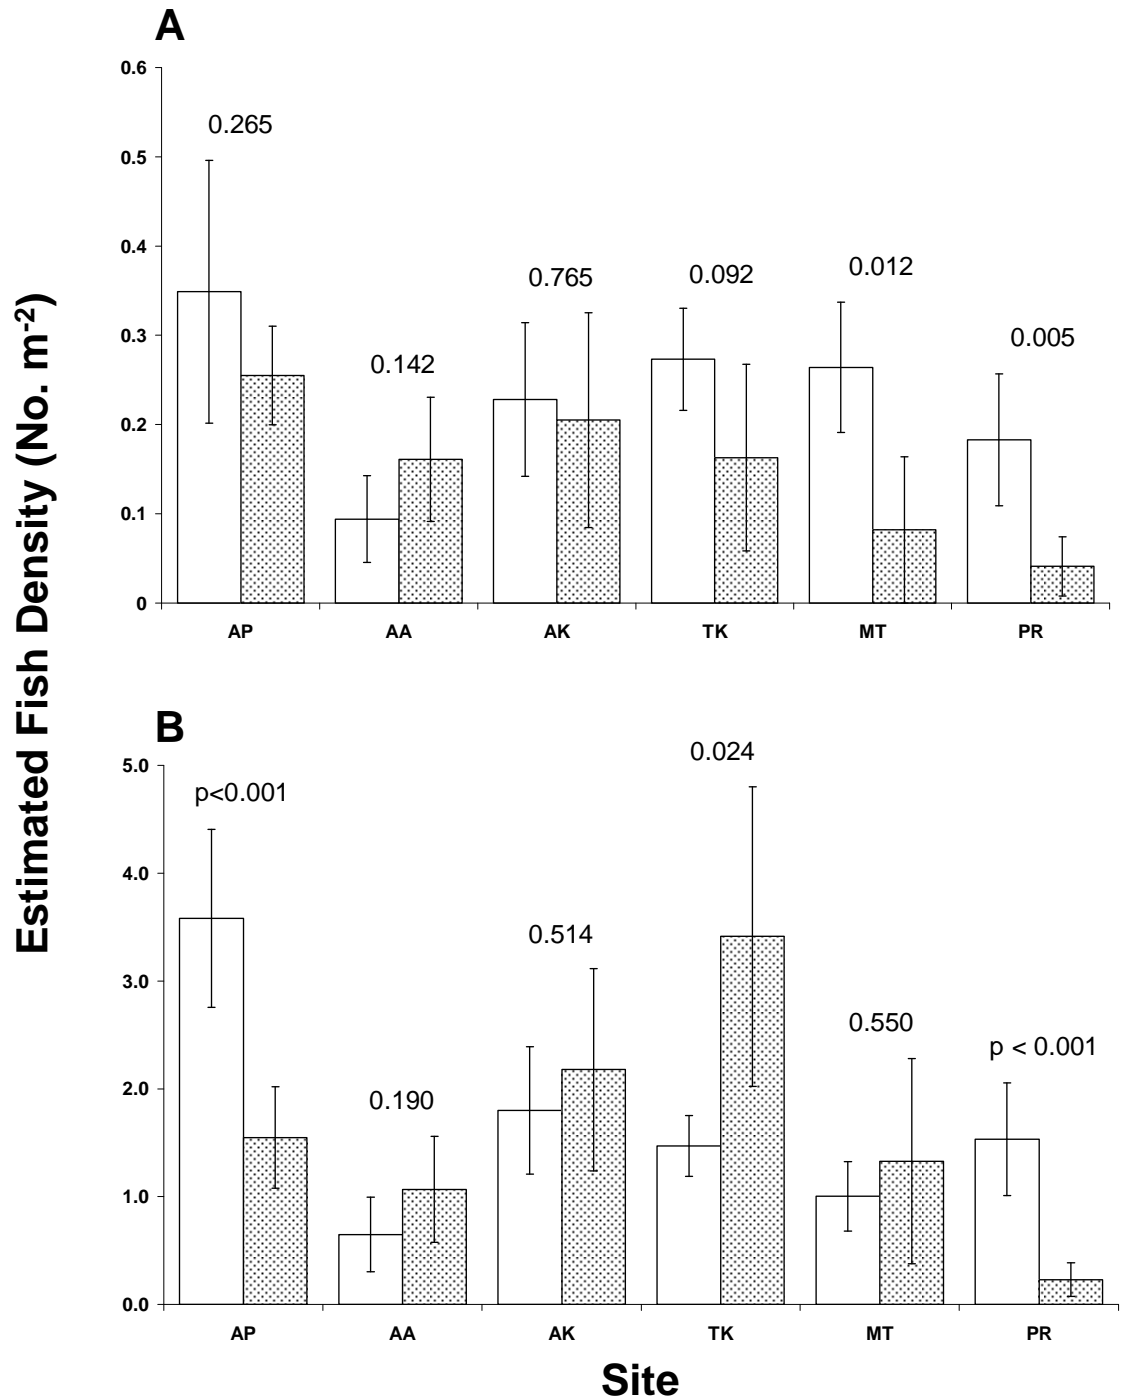 A
0.6
0.5
0.4
0.3
0.2
0.1
0
0.265
0.142
0.765
0.092
0.012
0.005
AP AA AK TK MT PR
Estimated Fish Density (No. m-2)
B
5.0
4.0
3.0
2.0
1.0
0.0
p<0.001
0.190
0.514
0.024
0.550
p < 0.001
AP AA AK TK MT PR
Site